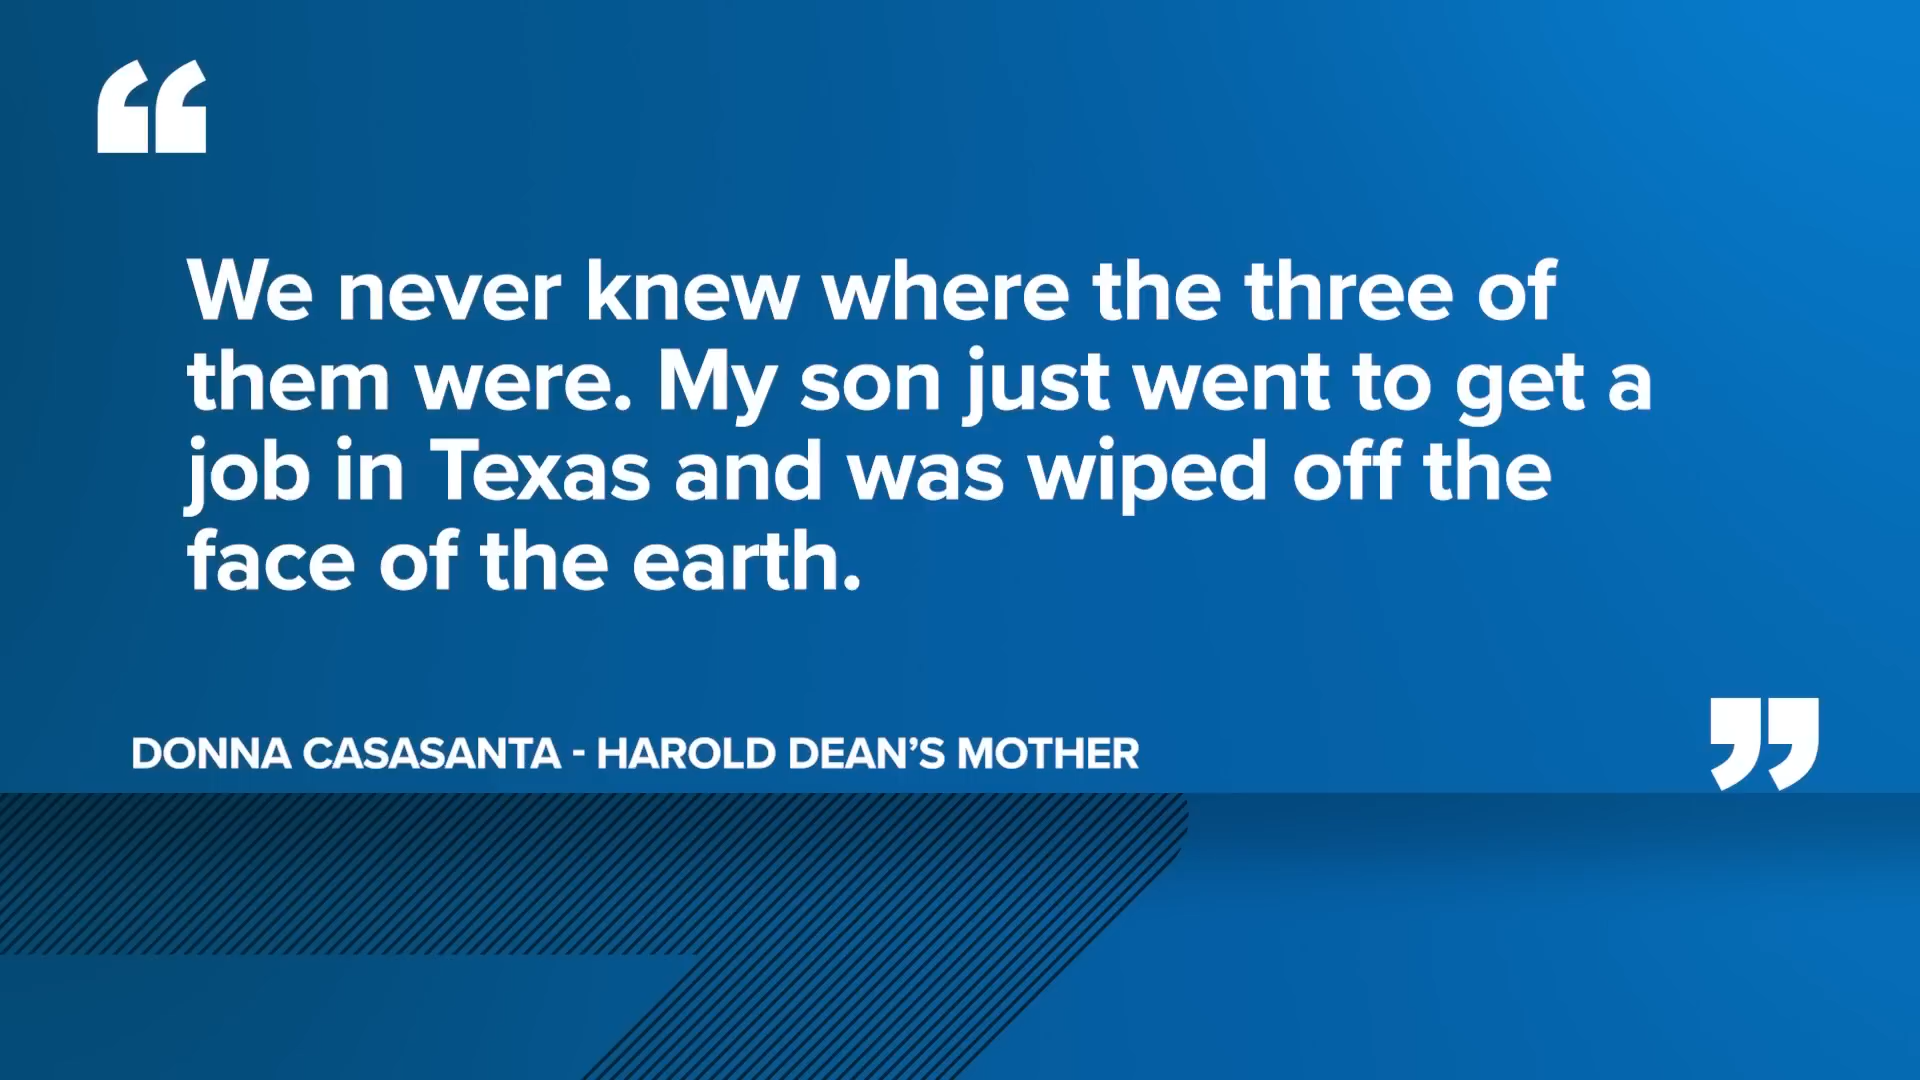 “
We never knew where the three of
them were. My son just went to get a
job in Texas and was wiped off the
face of the earth.
”
DONNA CASASANTA - HAROLD DEAN’S MOTHER